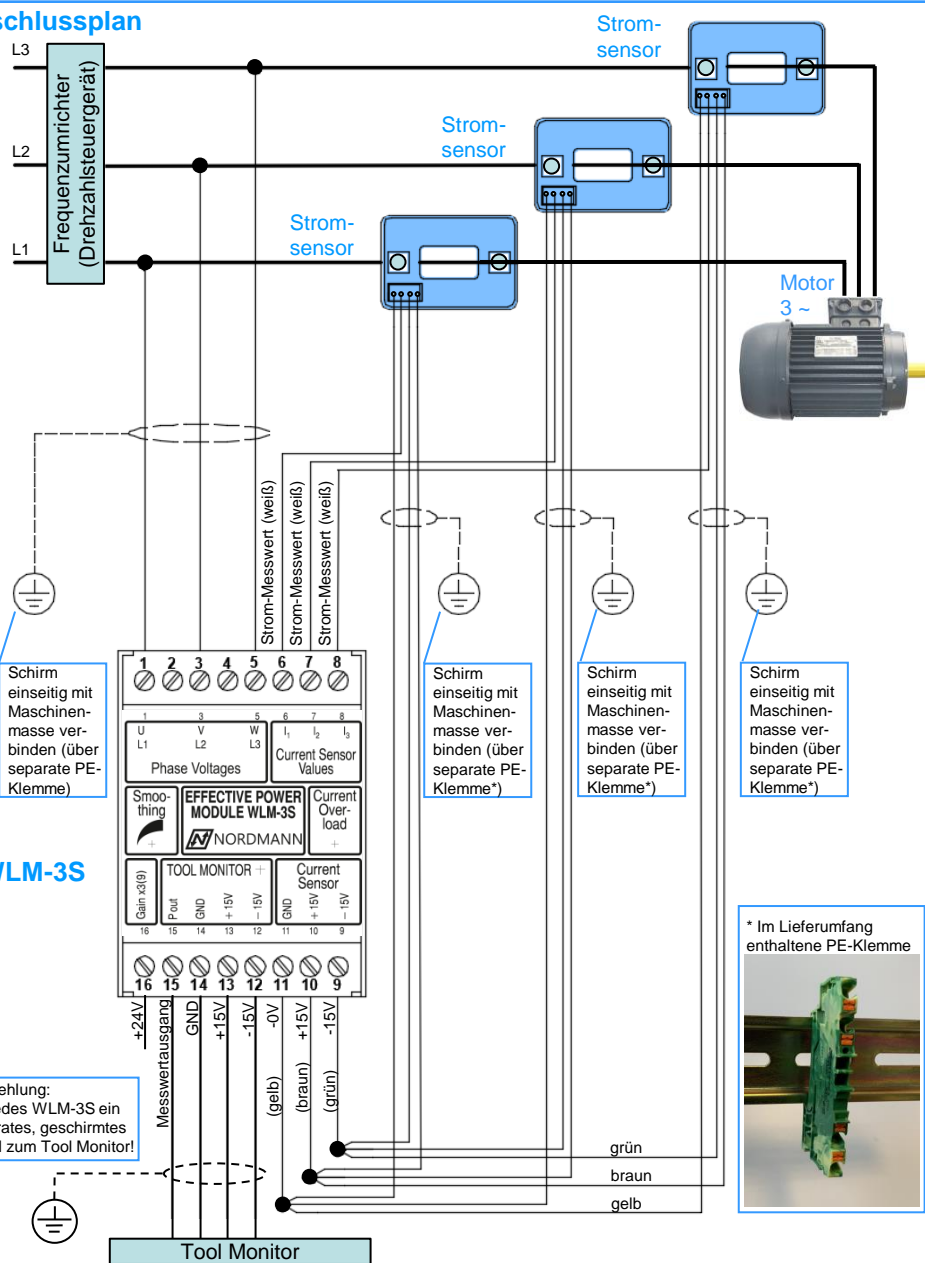 schlussplan
L3
L2
L1
Frequenzumrichter
(Drehzahlsteuergerät)
Strom-
sensor
Strom-
sensor
Strom-
sensor
Motor
3 ~
Strom-Messwert (weiß)
Strom-Messwert (weiß)
Strom-Messwert (weiß)
Schirm
einseitig mit
Maschinen-
masse ver-
binden (über
separate PE-
Klemme)
Schirm
einseitig mit
Maschinen-
masse ver-
binden (über
separate PE-
Klemme*)
Schirm
einseitig mit
Maschinen-
masse ver-
binden (über
separate PE-
Klemme*)
Schirm
einseitig mit
Maschinen-
masse ver-
binden (über
separate PE-
Klemme*)
1 2 3 4 5 6 7 8
1 3 5 6 7 8
U V W I1 I2 I3
L1 L2 L3
Phase Voltages
Current Sensor
Values
Smoo-
thing
+
EFFECTIVE POWER
MODULE WLM-3S
NORDMANN
Current
Over-
load
+
WLM-3S
Gain x3(9)
TOOL MONITOR +
Current
Sensor
P out
GND
+15V
-15V
GND
+15V
-15V
16 15 14 13 12 11 10 9
16 15 14 13 12 11 10 9
+24V
Messwertausgang
GND
+15V
-15V
-0V
+15V
-15V
(gelb)
(braun)
(grün)
* Im Lieferumfang
enthaltene PE-Klemme
ehlung:
edes WLM-3S ein
rates, geschirmtes
l zum Tool Monitor!
grün
braun
gelb
Tool Monitor